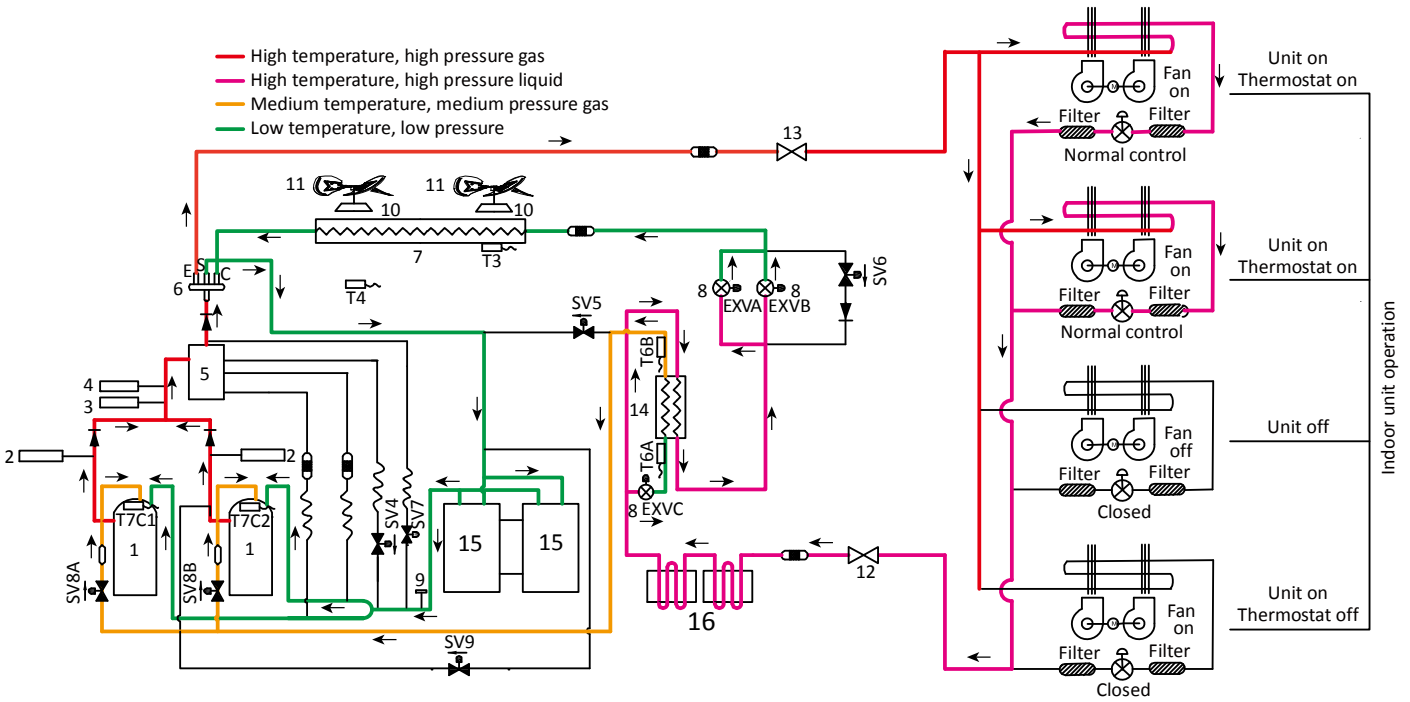 High temperature, high pressure gas
High temperature, high pressure liquid
Medium temperature, medium pressure gas
Low temperature, low pressure
13
11
11
10
10
7
T3
E
S
C
6
T4
SV5
T6B
8
EXVA
8
EXVB
SV6
4
3
5
14
T6A
2
2
8
EXVC
T7C1
T7C2
1
1
SV8A
SV8B
SV4
SV7
9
15
15
SV9
16
12
M
Fan
on
Filter
Filter
Normal control
Unit on
Thermostat on
M
Fan
on
Filter
Filter
Normal control
Unit on
Thermostat on
M
Fan
off
Filter
Filter
Closed
Unit off
M
Fan
on
Filter
Filter
Closed
Unit on
Thermostat off
Indoor unit operation